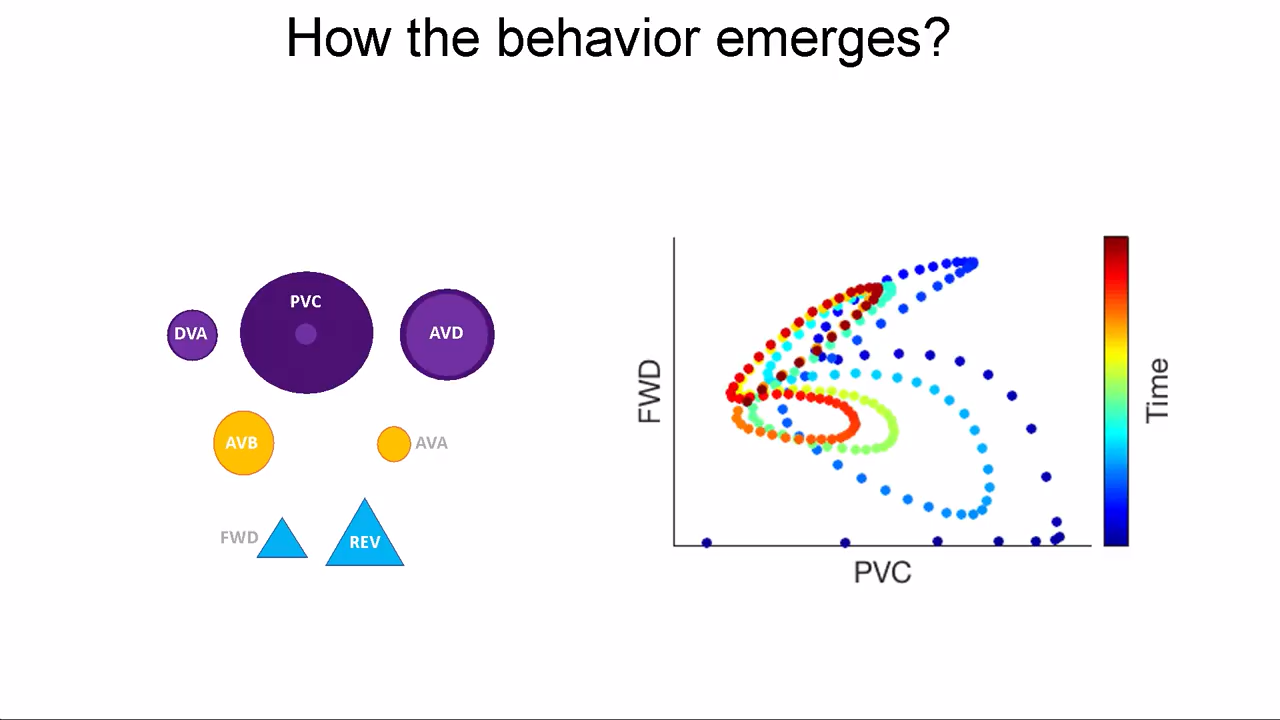 How the behavior emerges?
PVC
DVA
AVD
AVB
AVA
FWD
REV
FWD
PVC
Time